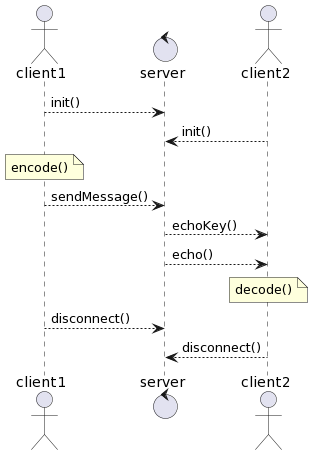 client1
server
client2
init()
init()
encode()
sendMessage()
echoKey()
echo()
decode()
disconnect()
disconnect()
client1
server
client2